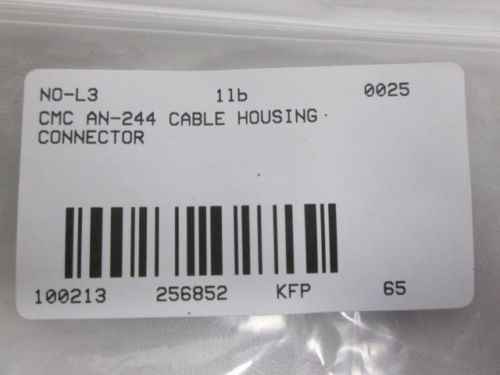 NO-L3 11b 0025
CMC AN-244 CABLE HOUSING
CONNECTOR
100213 256852 KFP 65